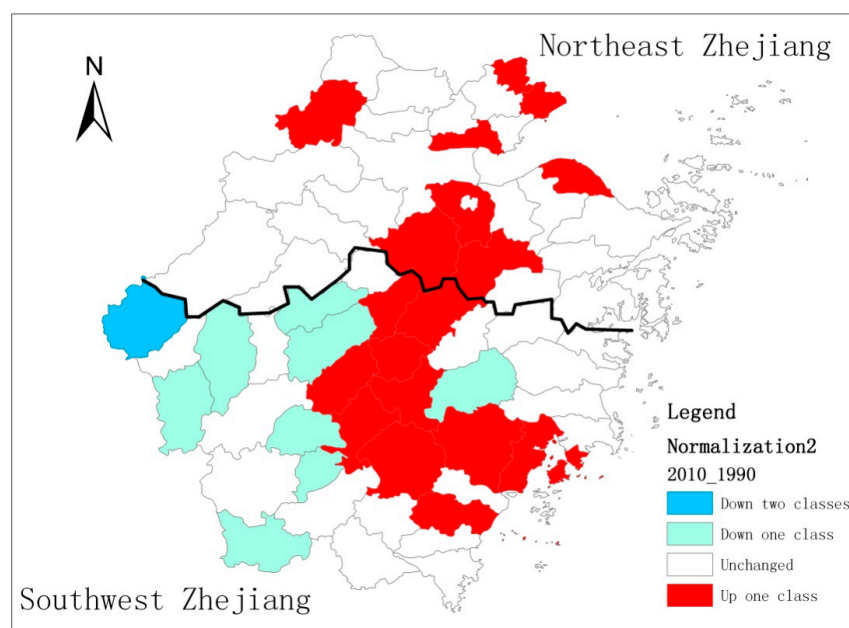 Northeast Zhejiang
N
Legend
Normalization2
2010_1990
Down two classes
Down one class
Unchanged
Up one class
Southwest Zhejiang